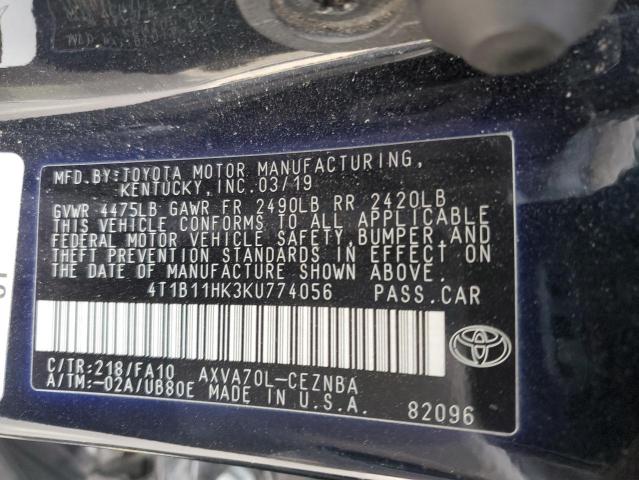 MFD.BY:TOYOTA MOTOR MANUFACTURING,
KENTUCKY, INC. 03/19
GVWR 4475LB GAWR FR 2490LB RR 2420LB
THIS VEHICLE CONFORMS TO ALL APPLICABLE
FEDERAL MOTOR VEHICLE SAFETY, BUMPER, AND
THEFT PREVENTION STANDARDS IN EFFECT ON
THE DATE OF MANUFACTURE SHOWN ABOVE.
4T1B11HK3KU774056 PASS.CAR
C/TR:218/FA10 AXVA70L-CEZNBA
A/TM:-02A/UB80E MADE IN U.S.A. 82096